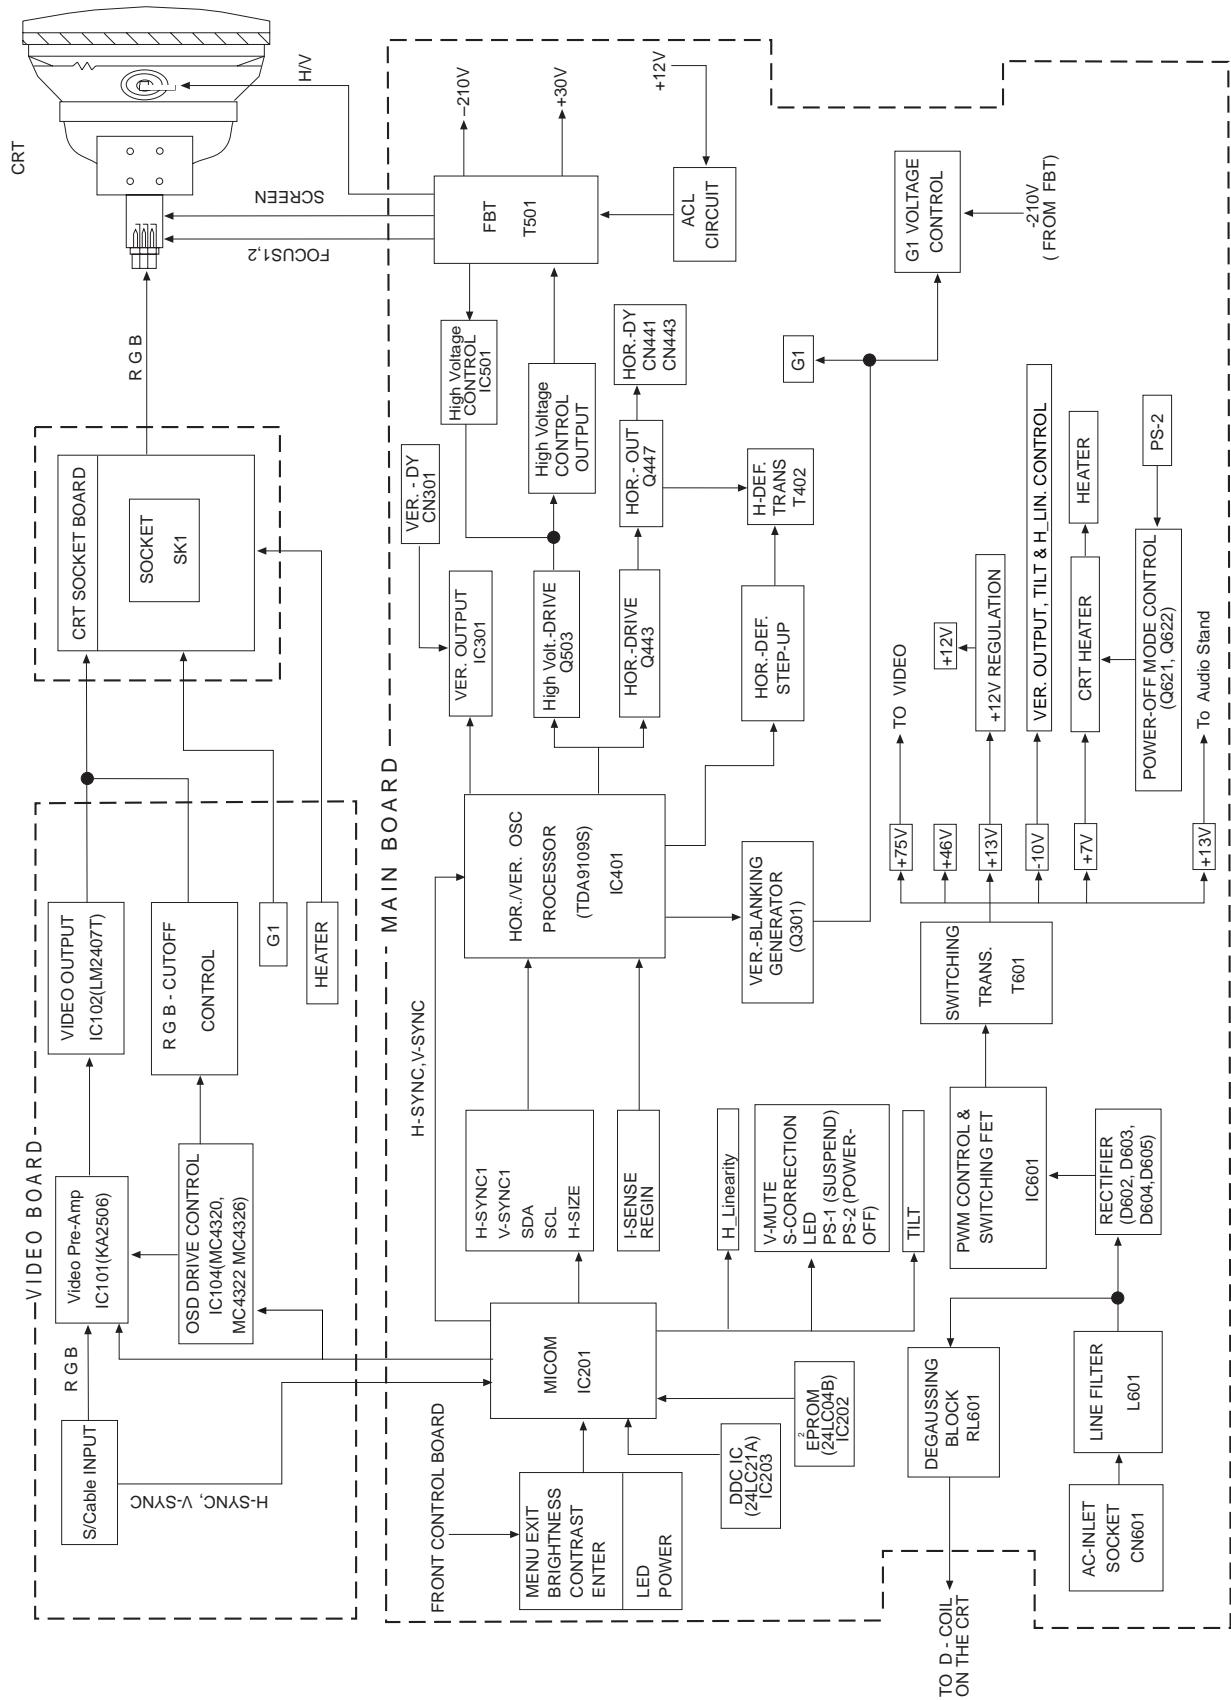 CRT
H/V
SCREEN
FOCUS1,2
R G B
CRT SOCKET BOARD
SOCKET
SK1
VIDEO BOARD
VIDEO OUTPUT
IC102(LM2407T)
R G B - CUTOFF
CONTROL
G1
HEATER
Video Pre-Amp
IC101(KA2506)
OSD DRIVE CONTROL
IC104(MC4320,
MC4322 MC4326)
R G B
S/Cable INPUT
H-SYNC, V-SYNC
MAIN BOARD
–210V
+30V
+12V
FBT
T501
ACL
CIRCUIT
High Voltage
CONTROL
IC501
High Voltage
CONTROL
OUTPUT
HOR.-DY
CN441
CN443
VER. - DY
CN301
HOR.- OUT
Q447
H-DEF.
TRANS
T402
VER. OUTPUT
IC301
High Volt.-DRIVE
Q503
HOR.-DRIVE
Q443
HOR.-DEF.
STEP-UP
HOR./VER. OSC
PROCESSOR
(TDA9109S)
IC401
VER.-BLANKING
GENERATOR
(Q301)
G1
G1 VOLTAGE
CONTROL
-210V
( FROM FBT)
H-SYNC,V-SYNC
H-SYNC1
V-SYNC1
SDA
SCL
H-SIZE
I-SENSE
REGIN
H_Linearity
V-MUTE
S-CORRECTION
LED
PS-1 (SUSPEND)
PS-2 (POWER-
OFF)
TILT
MICOM
IC201
FRONT CONTROL BOARD
MENU EXIT
BRIGHTNESS
CONTRAST
ENTER
LED
POWER
DDC IC
(24LC21A)
IC203
2
EPROM
(24LC04B)
IC202
TO VIDEO
+12V
+12V REGULATION
VER. OUTPUT, TILT & H_LIN. CONTROL
HEATER
CRT HEATER
PS-2
POWER-OFF MODE CONTROL
(Q621, Q622)
To Audio Stand
+75V
+46V
+13V
-10V
+7V
+13V
SWITCHING
TRANS.
T601
PWM CONTROL &
SWITCHING FET
IC601
RECTIFIER
(D602, D603,
D604,D605)
DEGAUSSING
BLOCK
RL601
LINE FILTER
L601
AC-INLET
SOCKET
CN601
TO D - COIL
ON THE CRT